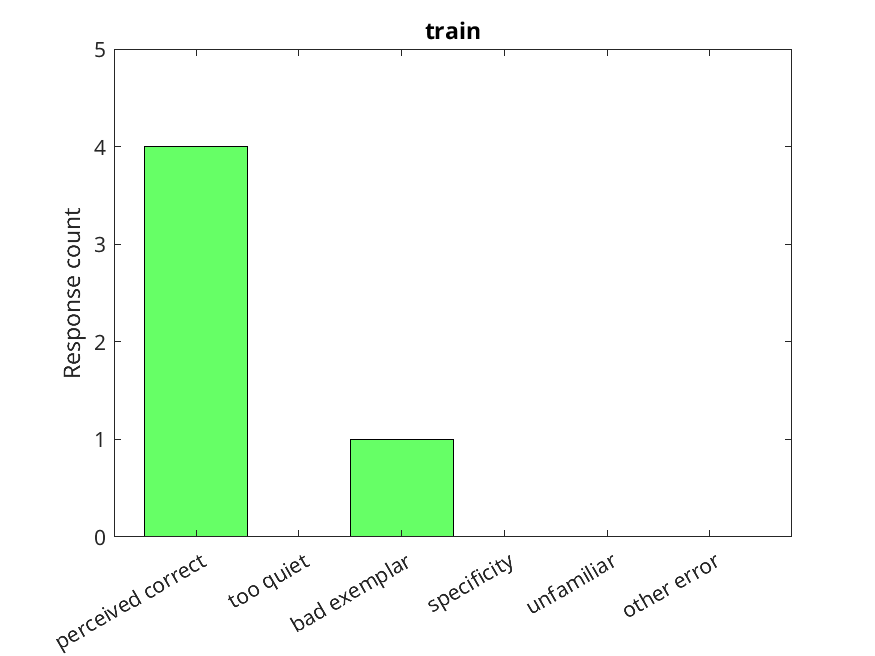 train
5
4
3
2
1
0
Response count
perceived correct
too quiet
bad exemplar
specificity
unfamiliar
other error